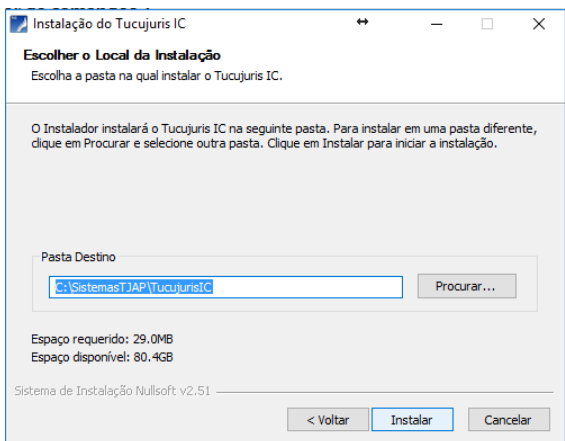 Instalação do Tucujuris IC
Escolher o Local da Instalação
Escolha a pasta na qual instalar o Tucujuris IC.
O Instalador instalará o Tucujuris IC na seguinte pasta. Para instalar em uma pasta diferente,
clique em Procurar e selecione outra pasta. Clique em Instalar para iniciar a instalação.
Pasta Destino
C:\SistemasTJAP\TucujurisIC
Procurar...
Espaço requerido: 29.0MB
Espaço disponível: 80.4GB
Sistema de Instalação Nullsoft v2.51
< Voltar
Instalar
Cancelar